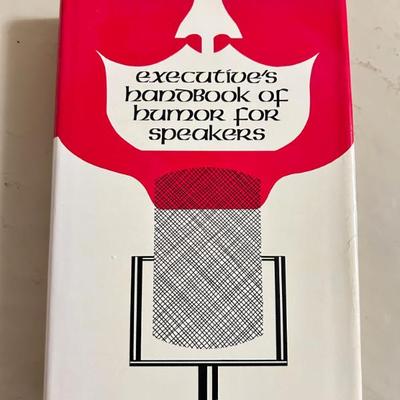 executive's
handbook of
humor for
speakers